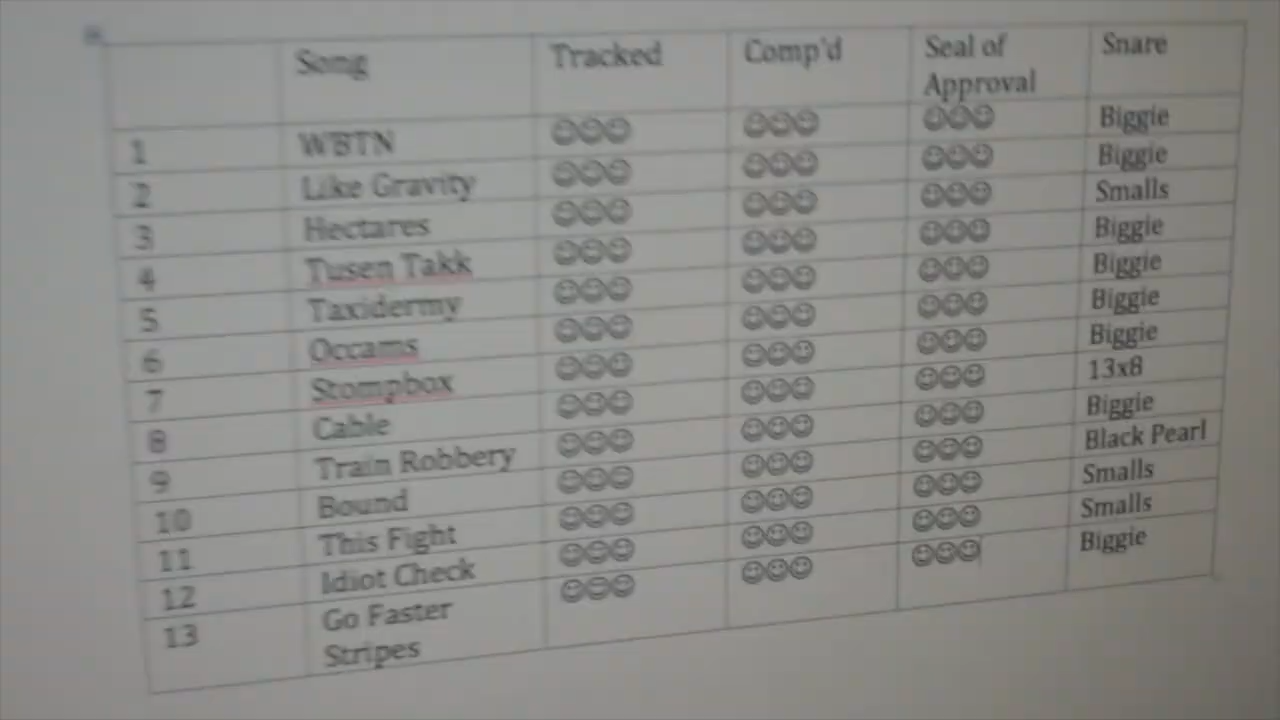 Song Tracked Comp'd Seal of Approval Snare
1 WBTN ☺☺☺ ☺☺☺ ☺☺☺ Biggie
2 Like Gravity ☺☺☺ ☺☺☺ ☺☺☺ Biggie
3 Hectares ☺☺☺ ☺☺☺ ☺☺☺ Smalls
4 Tusen Takk ☺☺☺ ☺☺☺ ☺☺☺ Biggie
5 Taxidermy ☺☺☺ ☺☺☺ ☺☺☺ Biggie
6 Occams ☺☺☺ ☺☺☺ ☺☺☺ Biggie
7 Stompbox ☺☺☺ ☺☺☺ ☺☺☺ Biggie
8 Cable ☺☺☺ ☺☺☺ ☺☺☺ 13x8
9 Train Robbery ☺☺☺ ☺☺☺ ☺☺☺ Biggie
10 Bound ☺☺☺ ☺☺☺ ☺☺☺ Black Pearl
11 This Fight ☺☺☺ ☺☺☺ ☺☺☺ Smalls
12 Idiot Check ☺☺☺ ☺☺☺ ☺☺☺ Smalls
13 Go Faster Stripes ☺☺☺ ☺☺☺ ☺☺☺ Biggie